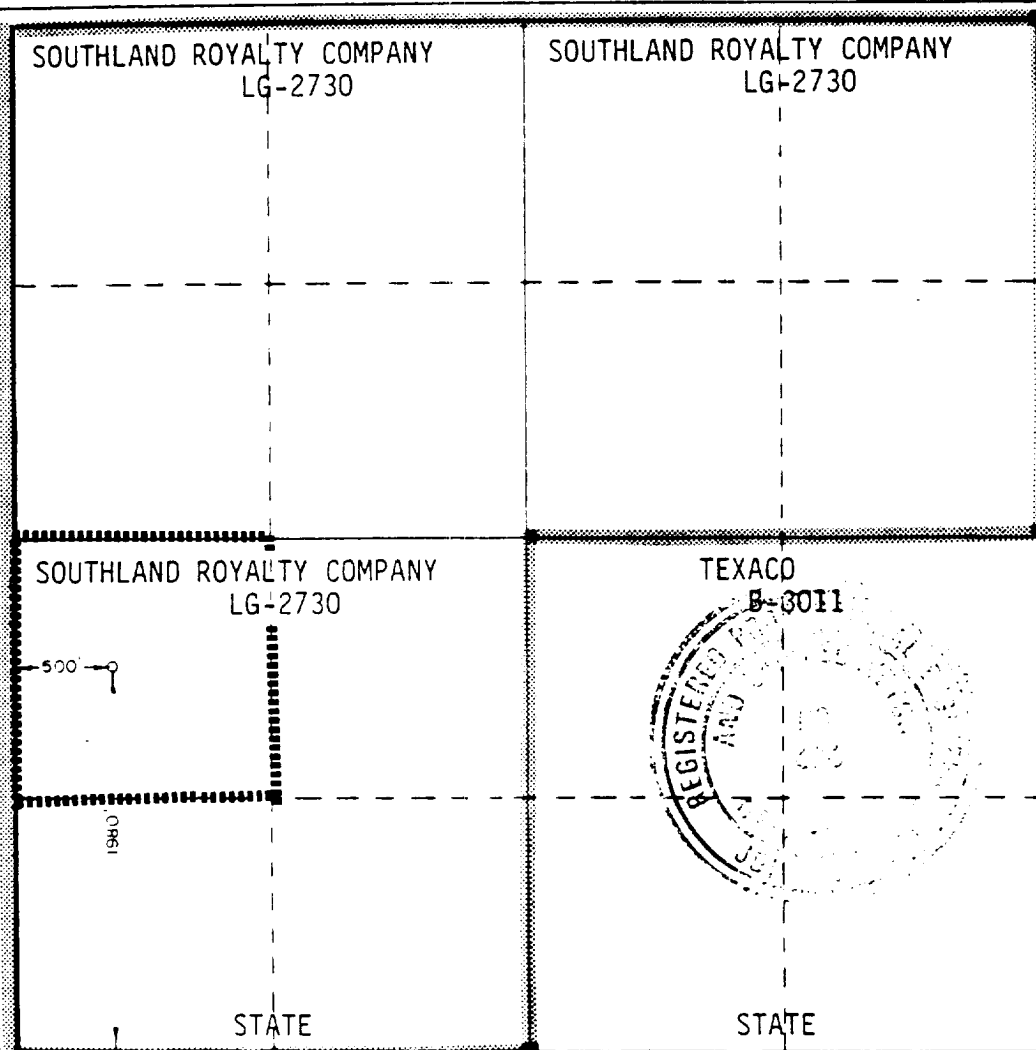 SOUTHLAND ROYALTY COMPANY
LG-2730
SOUTHLAND ROYALTY COMPANY
LG-2730
SOUTHLAND ROYALTY COMPANY
LG-2730
TEXACO
B-3011
500'
REGISTERED
AND
1980'
STATE
STATE